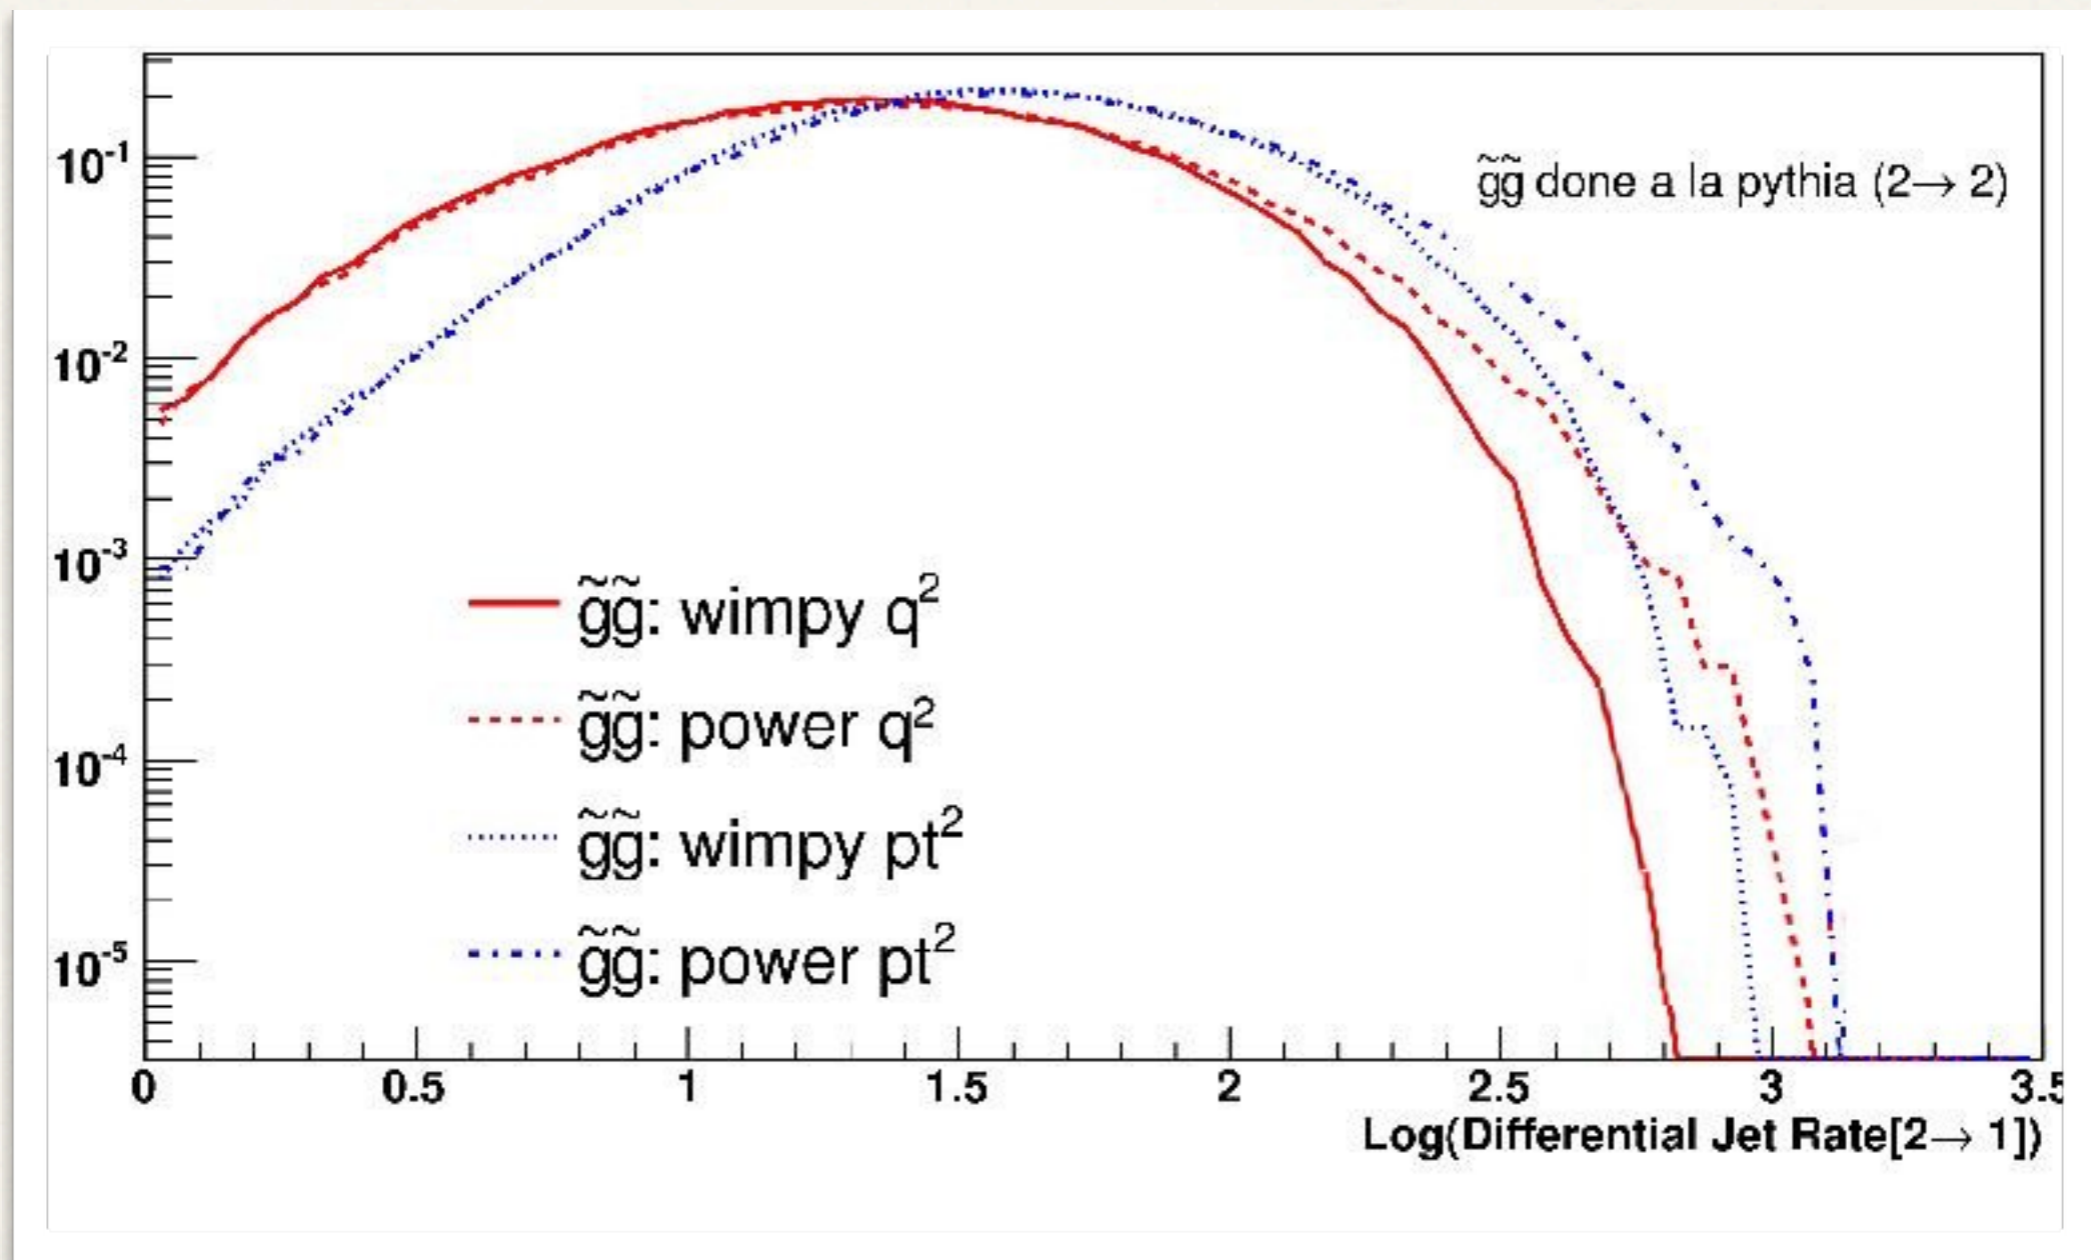 10⁻¹
10⁻²
10⁻³
10⁻⁴
10⁻⁵
g̃g̃ done a la pythia (2→ 2)
g̃g̃: wimpy q²
g̃g̃: power q²
g̃g̃: wimpy pt²
g̃g̃: power pt²
0 0.5 1 1.5 2 2.5 3 3.5
Log(Differential Jet Rate[2→ 1])